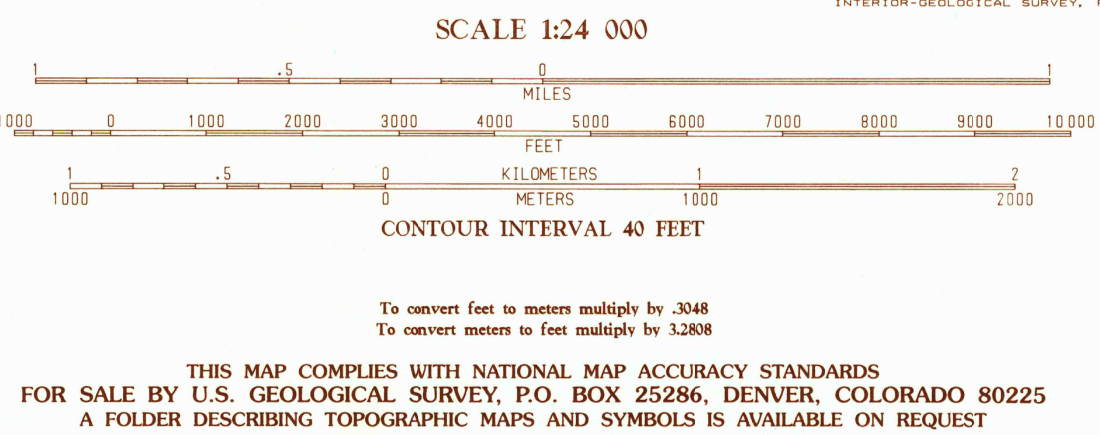 INTERIOR-GEOLOGICAL SURVEY,
SCALE 1:24 000
1 .5 0 1
MILES
1000 0 1000 2000 3000 4000 5000 6000 7000 8000 9000 10 000
FEET
1 .5 0 KILOMETERS 1 2
1000 0 METERS 1000 2000
CONTOUR INTERVAL 40 FEET
To convert feet to meters multiply by .3048
To convert meters to feet multiply by 3.2808
THIS MAP COMPLIES WITH NATIONAL MAP ACCURACY STANDARDS
FOR SALE BY U.S. GEOLOGICAL SURVEY, P.O. BOX 25286, DENVER, COLORADO 80225
A FOLDER DESCRIBING TOPOGRAPHIC MAPS AND SYMBOLS IS AVAILABLE ON REQUEST